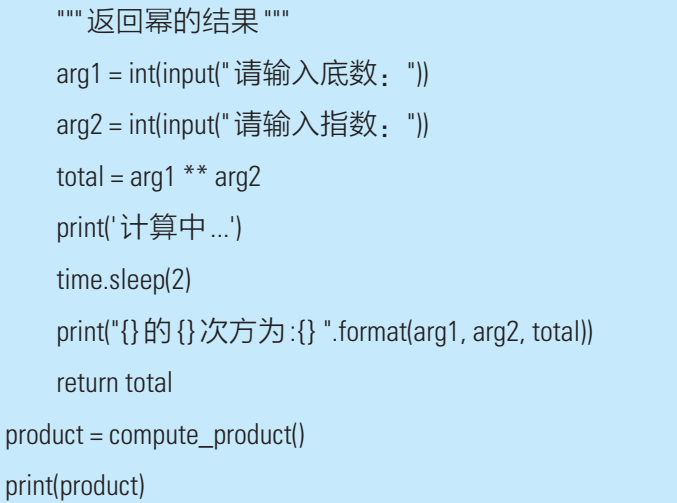 """ 返回幂的结果 """
arg1 = int(input(" 请输入底数："))
arg2 = int(input(" 请输入指数："))
total = arg1 ** arg2
print(' 计算中 ...')
time.sleep(2)
print("{} 的 {} 次方为 :{} ".format(arg1, arg2, total))
return total
product = compute_product()
print(product)